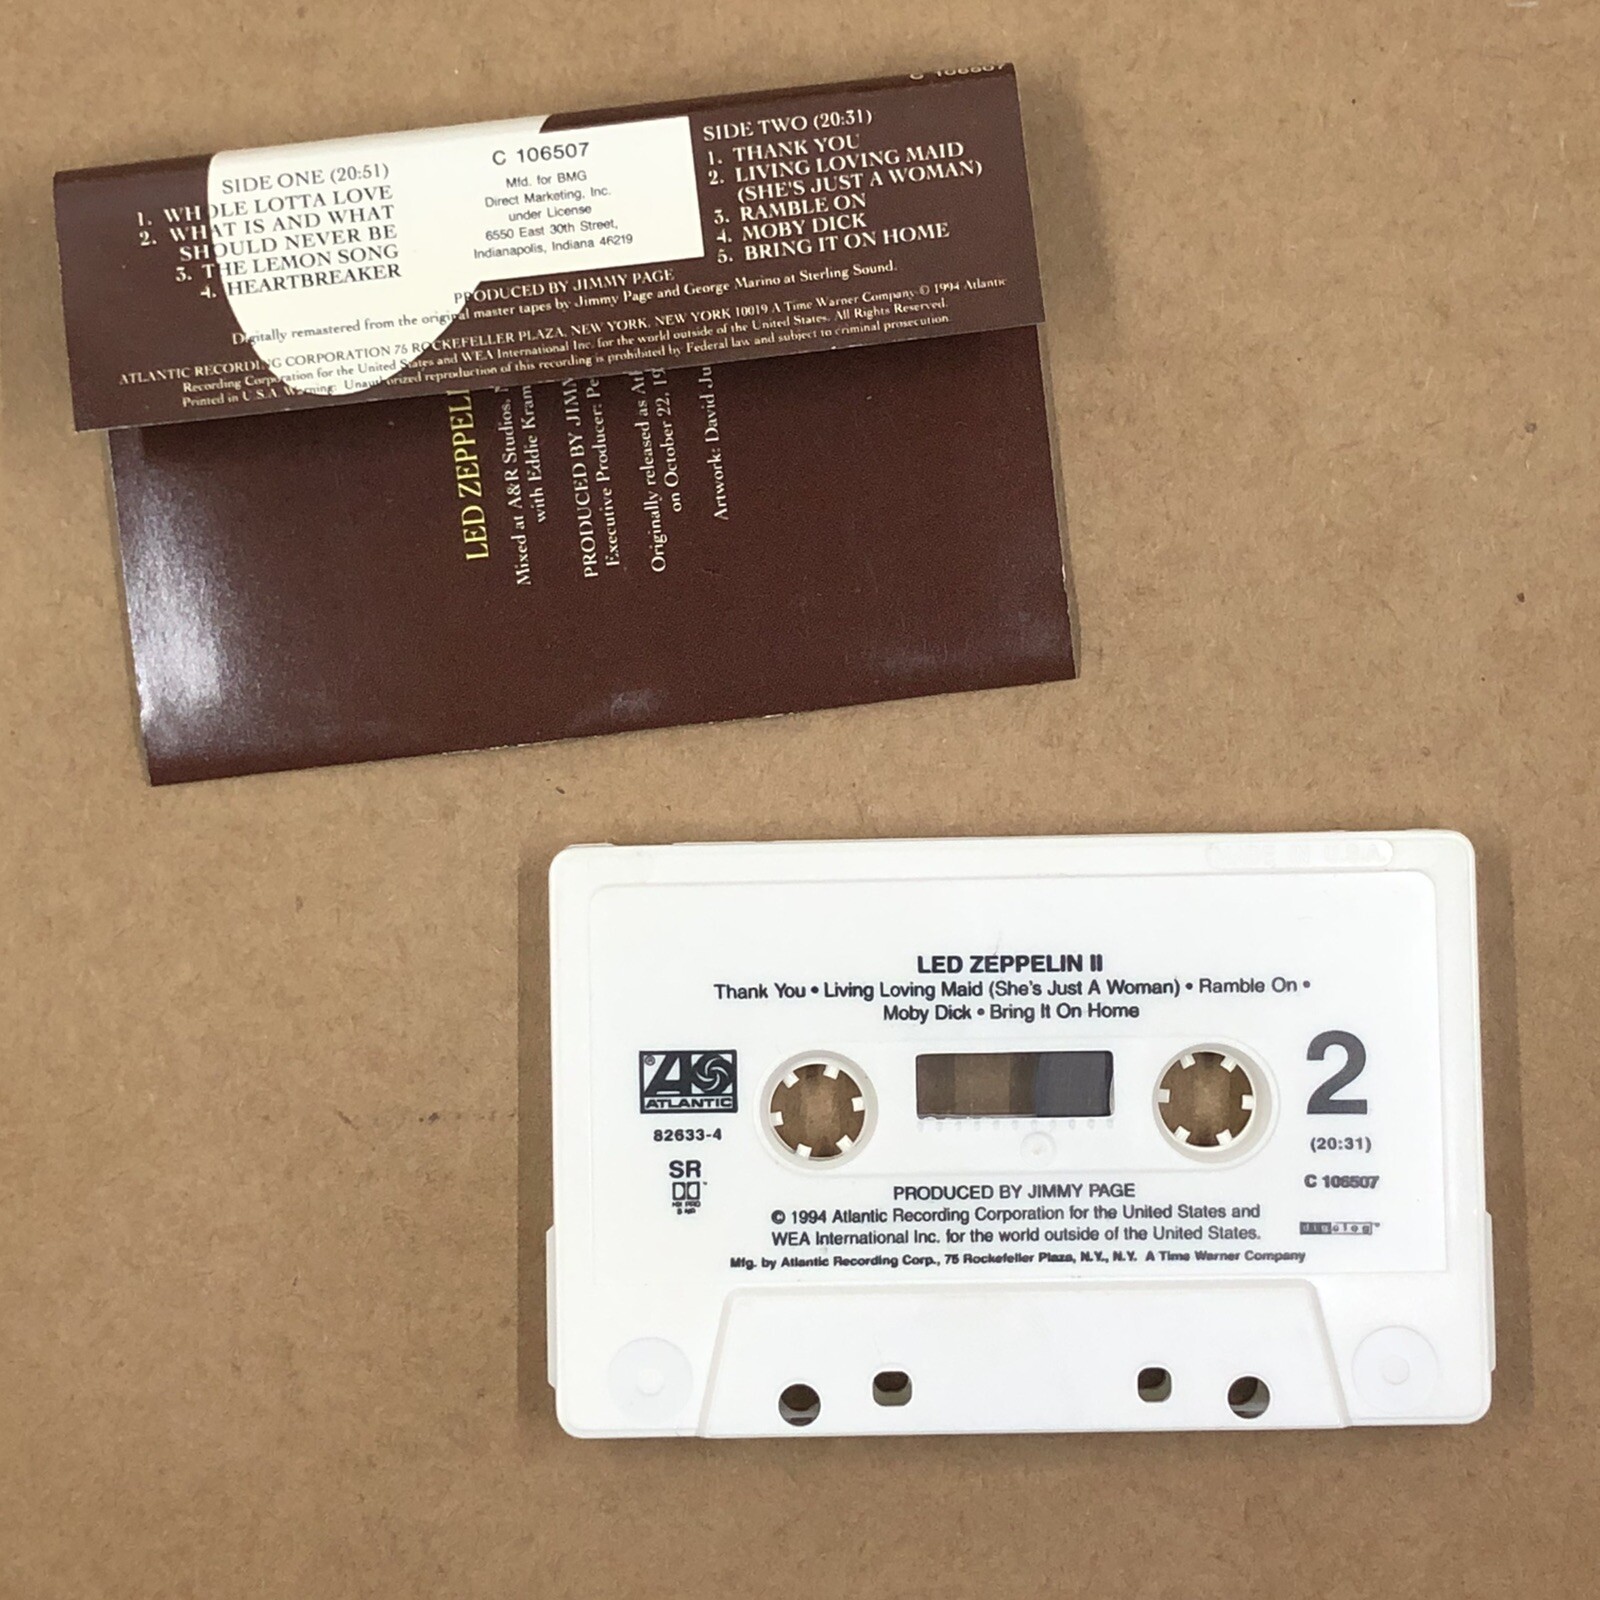 C 106507
SIDE ONE (20:51)
1. WHOLE LOTTA LOVE
2. WHAT IS AND WHAT
SHOULD NEVER BE
3. THE LEMON SONG
4. HEARTBREAKER
C 106507
Mfd. for BMG
Direct Marketing, Inc.
under License
6550 East 30th Street,
Indianapolis, Indiana 46219
SIDE TWO (20:31)
1. THANK YOU
2. LIVING LOVING MAID
(SHE'S JUST A WOMAN)
3. RAMBLE ON
4. MOBY DICK
5. BRING IT ON HOME
PRODUCED BY JIMMY PAGE
Digitally remastered from the original master tapes by Jimmy Page and George Marino at Sterling Sound.
ATLANTIC RECORDING CORPORATION 75 ROCKEFELLER PLAZA, NEW YORK, NEW YORK 10019 A Time Warner Company © 1994 Atlantic
Recording Corporation for the United States and WEA International Inc. for the world outside of the United States. All Rights Reserved.
Printed in U.S.A. Warning: Unauthorized reproduction of this recording is prohibited by Federal law and subject to criminal prosecution.
LED ZEPPELI
Mixed at A&R Studios,
with Eddie Kram
PRODUCED BY JIMM
Executive Producer: Pe
Originally released as Atl
on October 22, 19
Artwork: David Ju
LED ZEPPELIN II
Thank You • Living Loving Maid (She's Just A Woman) • Ramble On •
Moby Dick • Bring It On Home
ATLANTIC
82633-4
SR
HX PRO
B NR
2
(20:31)
C 106507
digalog™
PRODUCED BY JIMMY PAGE
© 1994 Atlantic Recording Corporation for the United States and
WEA International Inc. for the world outside of the United States.
Mfg. by Atlantic Recording Corp., 75 Rockefeller Plaza, N.Y., N.Y. A Time Warner Company